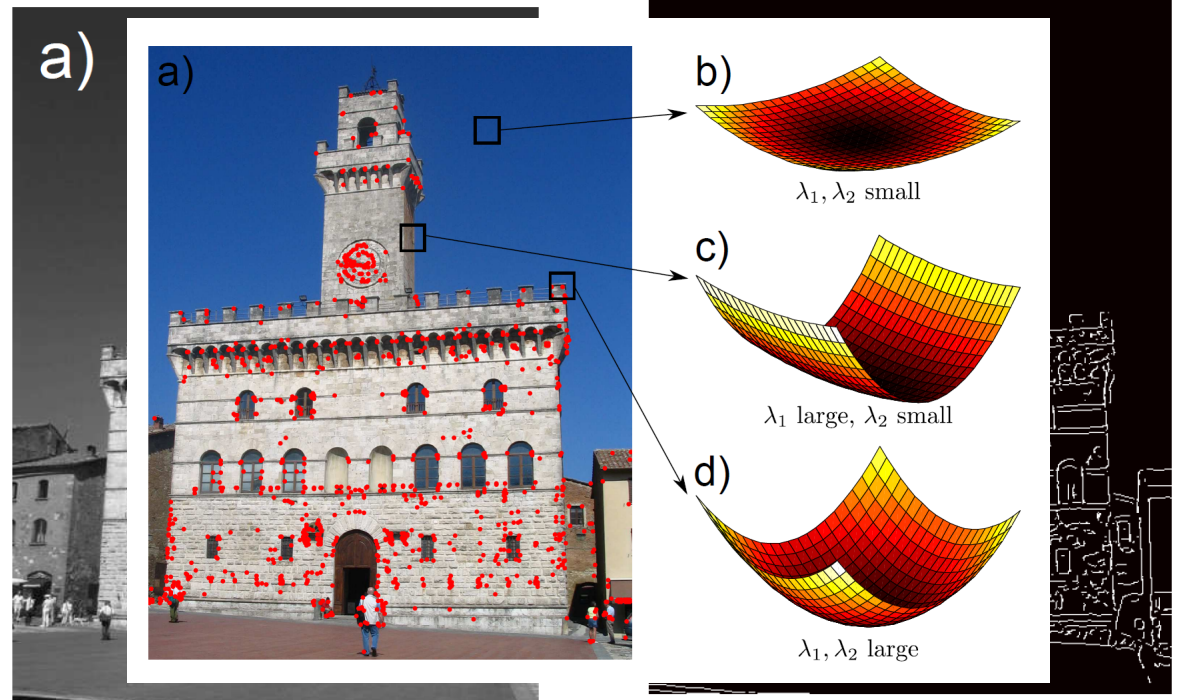 a)
a)
b)
λ₁, λ₂ small
c)
λ₁ large, λ₂ small
d)
λ₁, λ₂ large